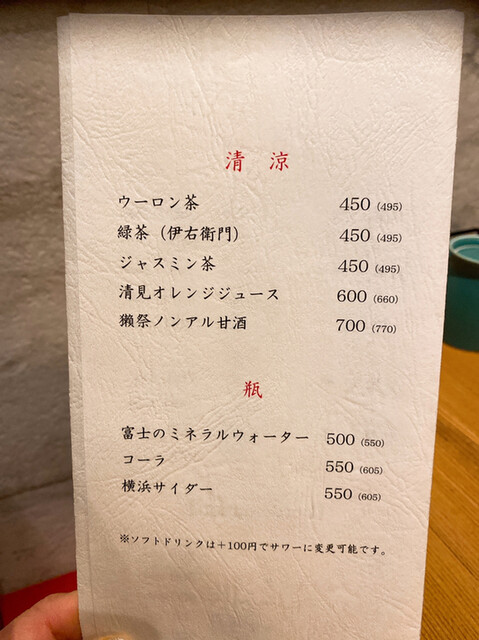 清涼
ウーロン茶 450 (495)
緑茶（伊右衛門） 450 (495)
ジャスミン茶 450 (495)
清見オレンジジュース 600 (660)
獺祭ノンアル甘酒 700 (770)
瓶
富士のミネラルウォーター 500 (550)
コーラ 550 (605)
横浜サイダー 550 (605)
※ソフトドリンクは＋100円でサワーに変更可能です。